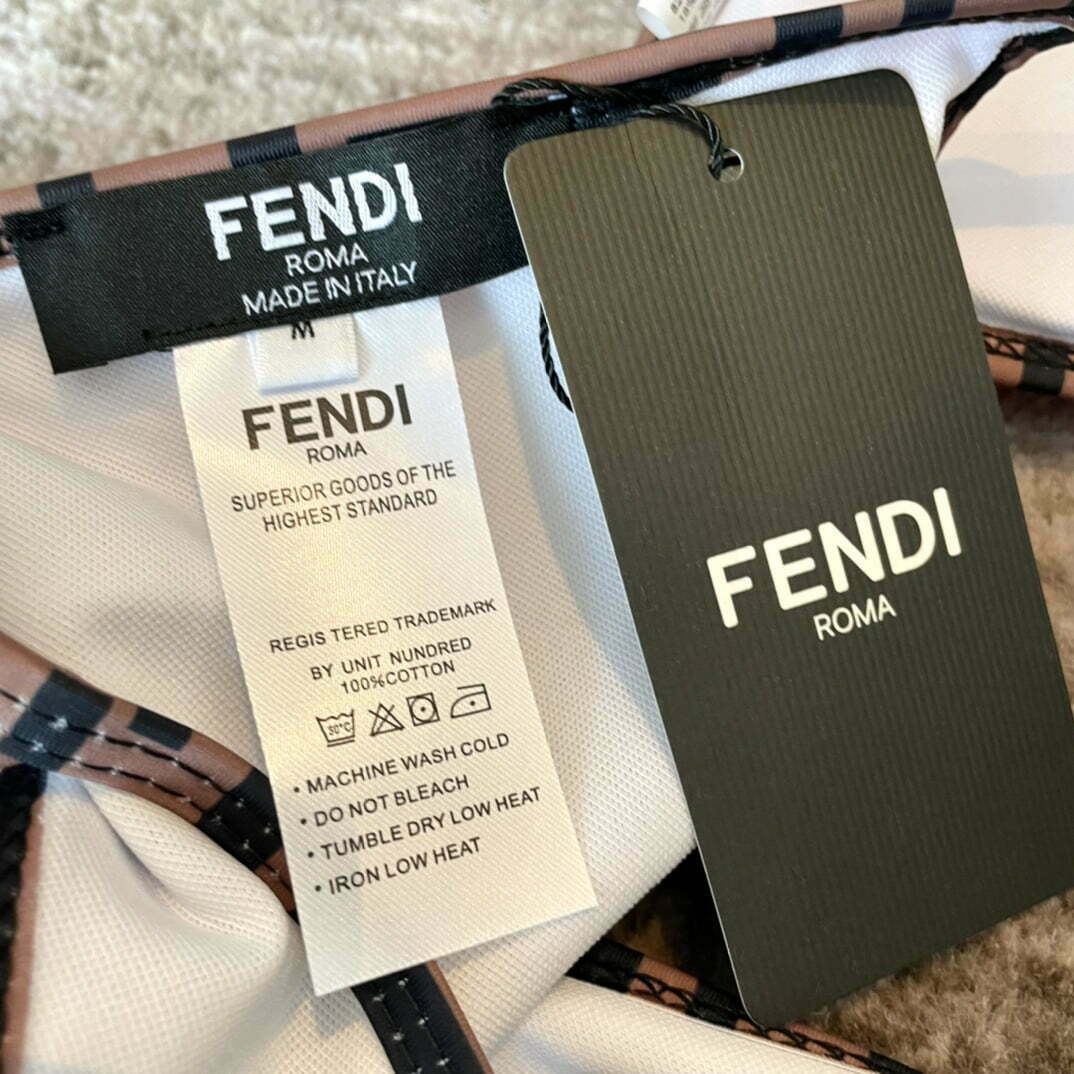 FENDI
ROMA
MADE IN ITALY
M
FENDI
ROMA
SUPERIOR GOODS OF THE
HIGHEST STANDARD
REGIS TERED TRADEMARK
BY UNIT NUNDRED
100%COTTON
30°C
• MACHINE WASH COLD
• DO NOT BLEACH
• TUMBLE DRY LOW HEAT
• IRON LOW HEAT
FENDI
ROMA